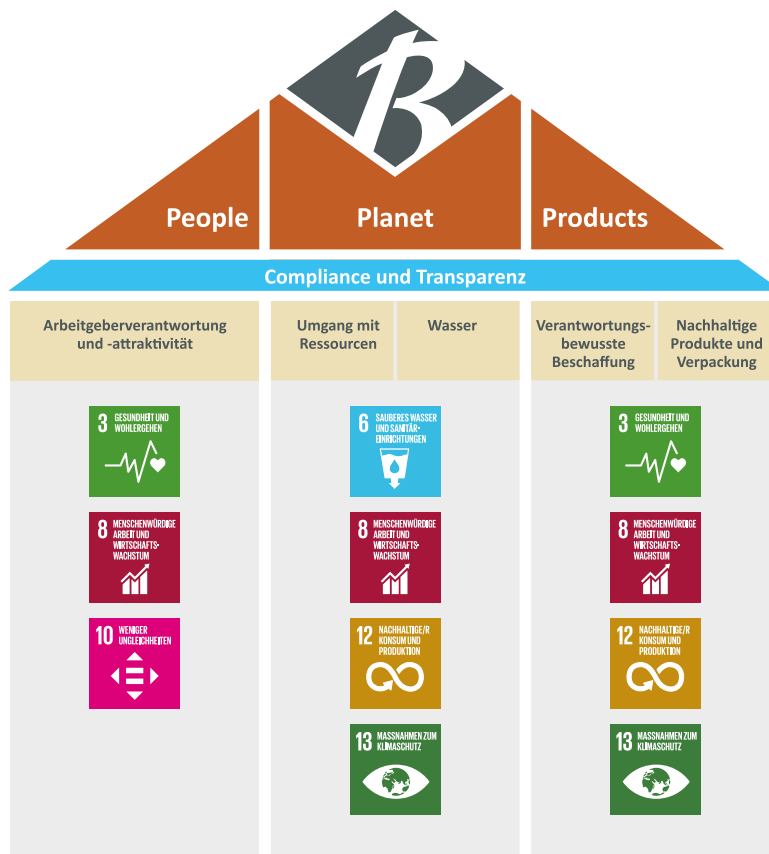 B
People
Planet
Products
Compliance und Transparenz
Arbeitgeberverantwortung
und -attraktivität
Umgang mit
Ressourcen
Wasser
Verantwortungs-
bewusste
Beschaffung
Nachhaltige
Produkte und
Verpackung
3 GESUNDHEIT UND
WOHLERGEHEN
8 MENSCHENWÜRDIGE
ARBEIT UND
WIRTSCHAFTS-
WACHSTUM
10 WENIGER
UNGLEICHHEITEN
6 SAUBERES WASSER
UND SANITÄR-
EINRICHTUNGEN
8 MENSCHENWÜRDIGE
ARBEIT UND
WIRTSCHAFTS-
WACHSTUM
12 NACHHALTIGE/R
KONSUM UND
PRODUKTION
13 MASSNAHMEN ZUM
KLIMASCHUTZ
3 GESUNDHEIT UND
WOHLERGEHEN
8 MENSCHENWÜRDIGE
ARBEIT UND
WIRTSCHAFTS-
WACHSTUM
12 NACHHALTIGE/R
KONSUM UND
PRODUKTION
13 MASSNAHMEN ZUM
KLIMASCHUTZ